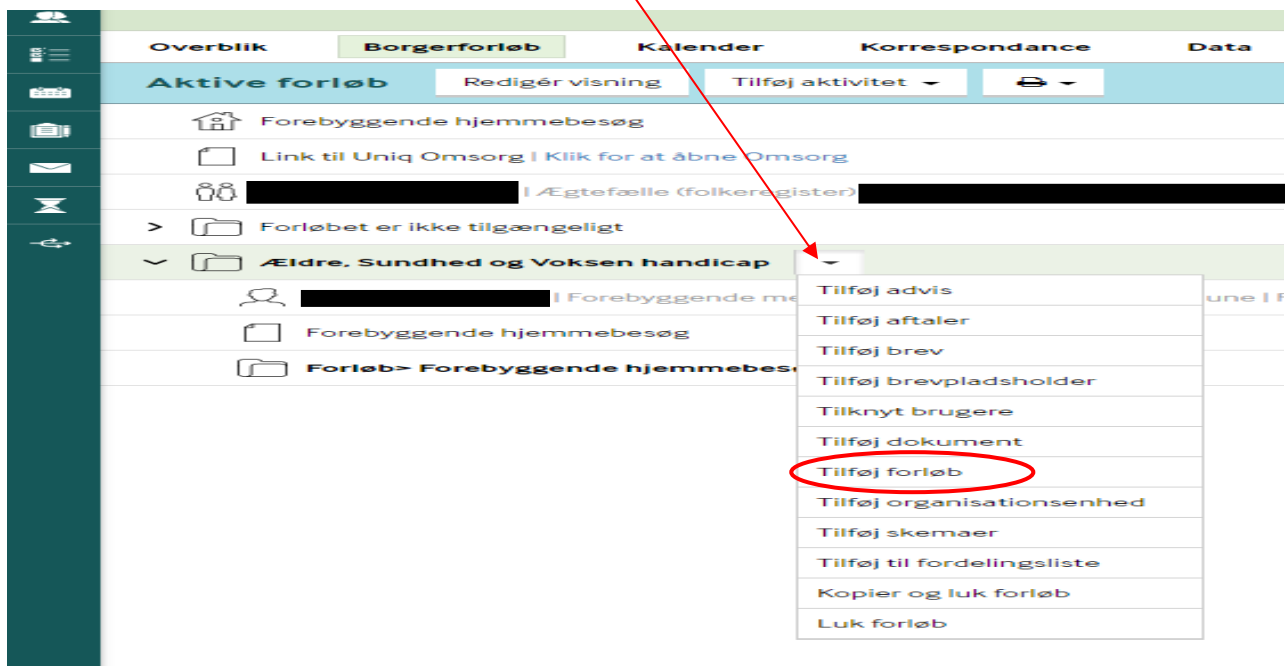 Overblik Borgerforløb Kalender Korrespondance Data
Aktive forløb Redigér visning Tilføj aktivitet
Forebyggende hjemmebesøg
Link til Uniq Omsorg | Klik for at åbne Omsorg
| Ægtefælle (folkeregister)
Forløbet er ikke tilgængeligt
Ældre, Sundhed og Voksen handicap
Tilføj advis
| Forebyggende
Tilføj aftaler
Forebyggende hjemmebesøg
Tilføj brev
Forløb> Forebyggende
Tilføj brevpladsholder
Tilknyt brugere
Tilføj dokument
Tilføj forløb
Tilføj organisationsenhed
Tilføj skemaer
Tilføj til fordelingsliste
Kopier og luk forløb
Luk forløb